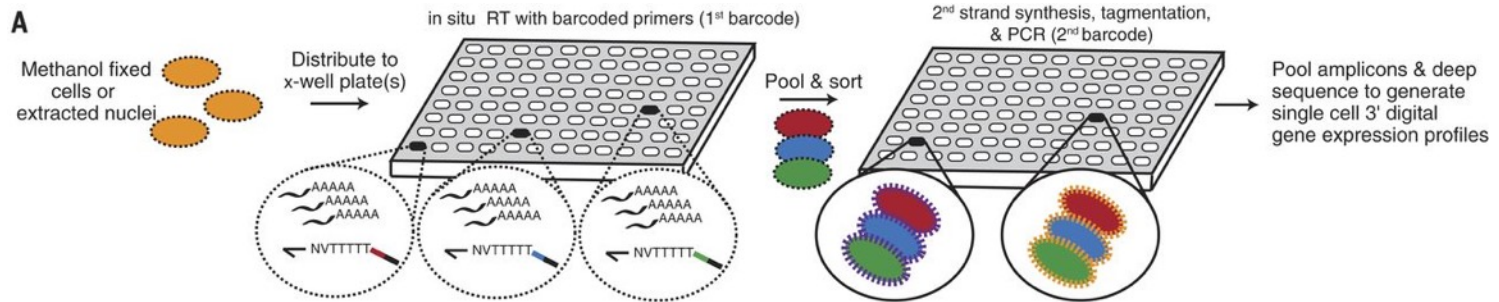 A
Methanol fixed
cells or
extracted nuclei
Distribute to
x-well plate(s)
in situ RT with barcoded primers (1st barcode)
AAAAA
AAAAA
AAAAA
NVTTTTT
AAAAA
AAAAA
AAAAA
NVTTTTT
AAAAA
AAAAA
AAAAA
NVTTTTT
Pool & sort
2nd strand synthesis, tagmentation,
& PCR (2nd barcode)
Pool amplicons & deep
sequence to generate
single cell 3' digital
gene expression profiles